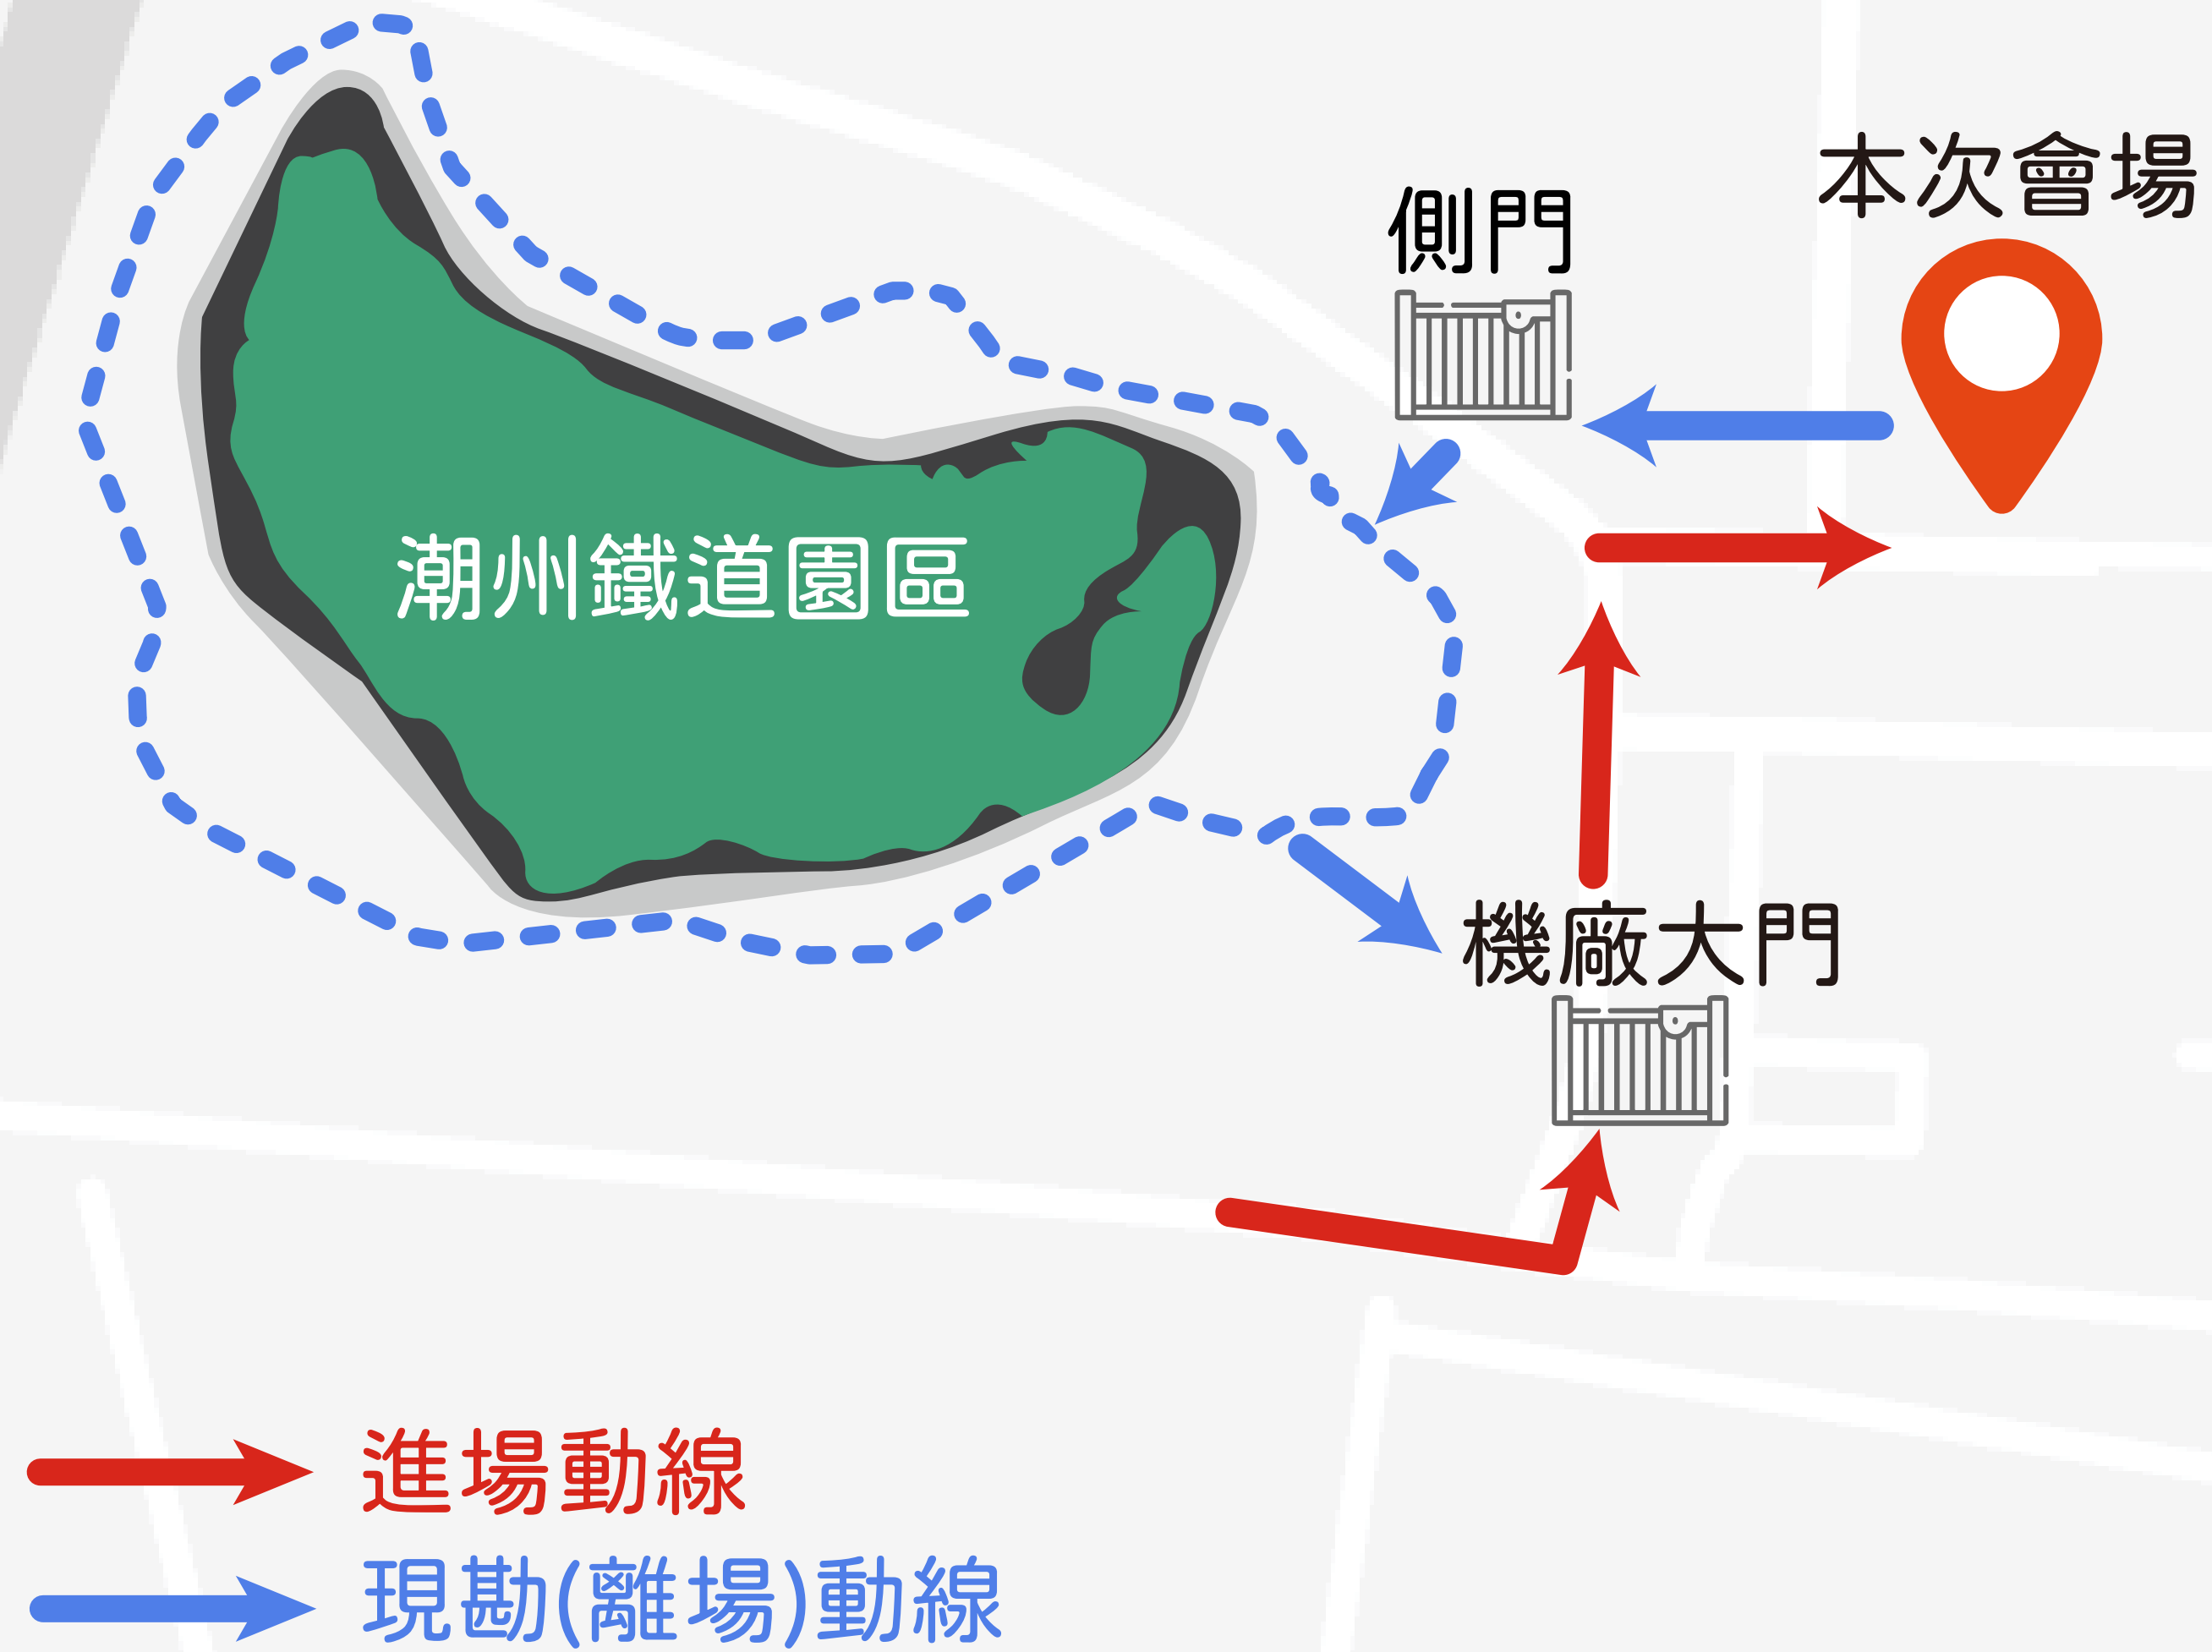 本次會場
側門
潮州鐵道園區
機廠大門
進場動線
現勘(離場)動線